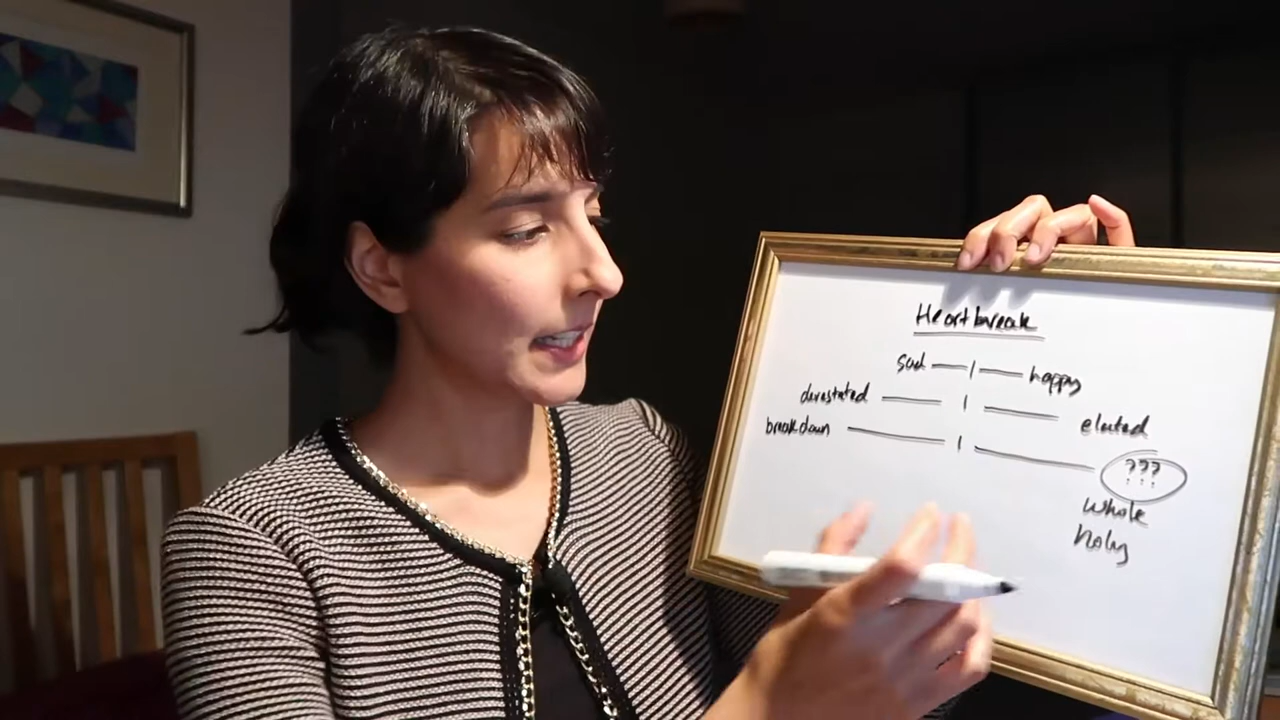 Heartbreak
sad — | — happy
devastated — | — elated
breakdown — | — ???
whole
holy